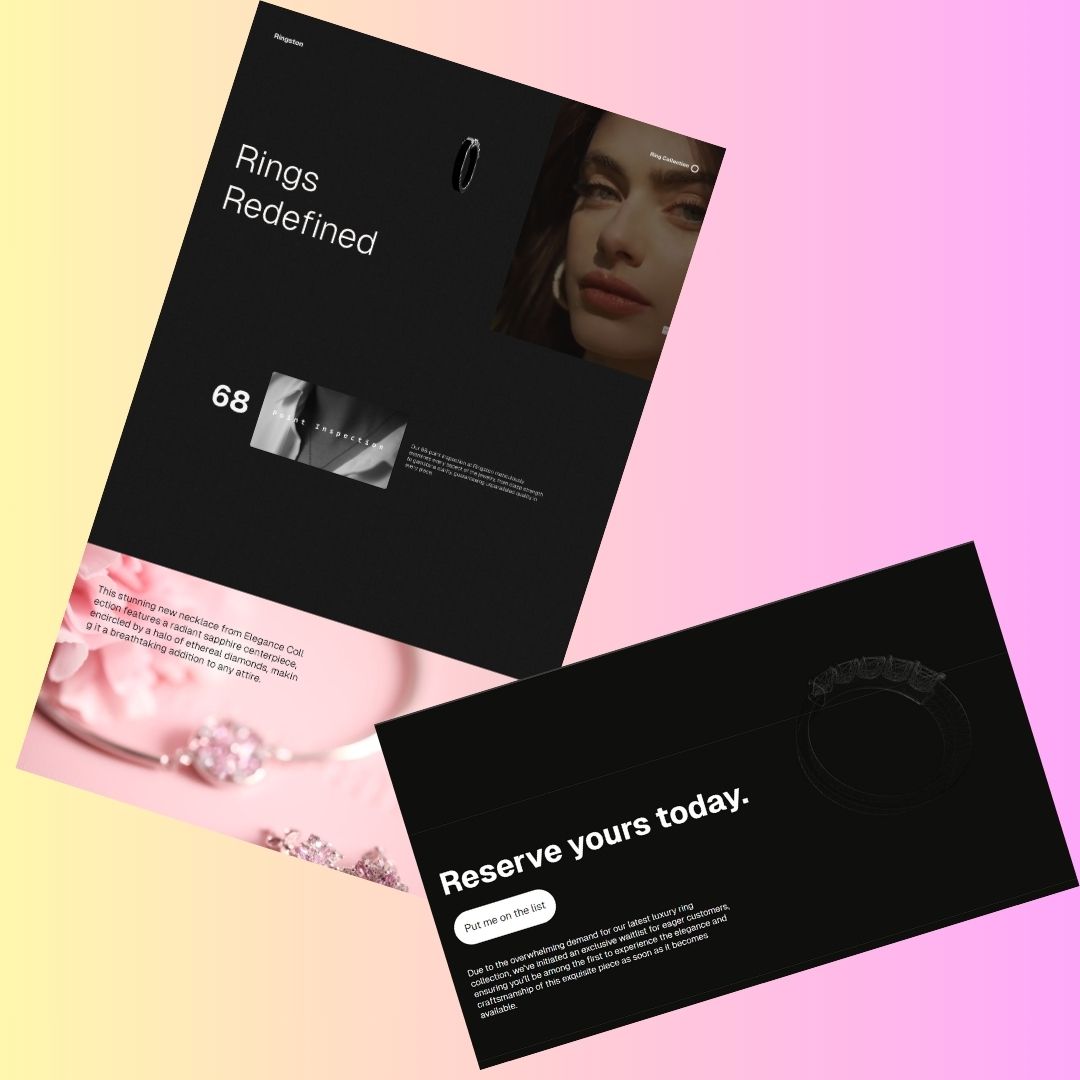 Ringston
Ring Collection
Rings
Redefined
68
Point Inspection
Our 68-point inspection at Ringston meticulously
examines every aspect of the jewelry, from clasp strength
to gemstone clarity, guaranteeing unparalleled quality in
every piece.
This stunning new necklace from Elegance Coll
ection features a radiant sapphire centerpiece,
encircled by a halo of ethereal diamonds, makin
g it a breathtaking addition to any attire.
Reserve yours today.
Put me on the list
Due to the overwhelming demand for our latest luxury ring
collection, we've initiated an exclusive waitlist for eager customers,
ensuring you'll be among the first to experience the elegance and
craftsmanship of this exquisite piece as soon as it becomes
available.